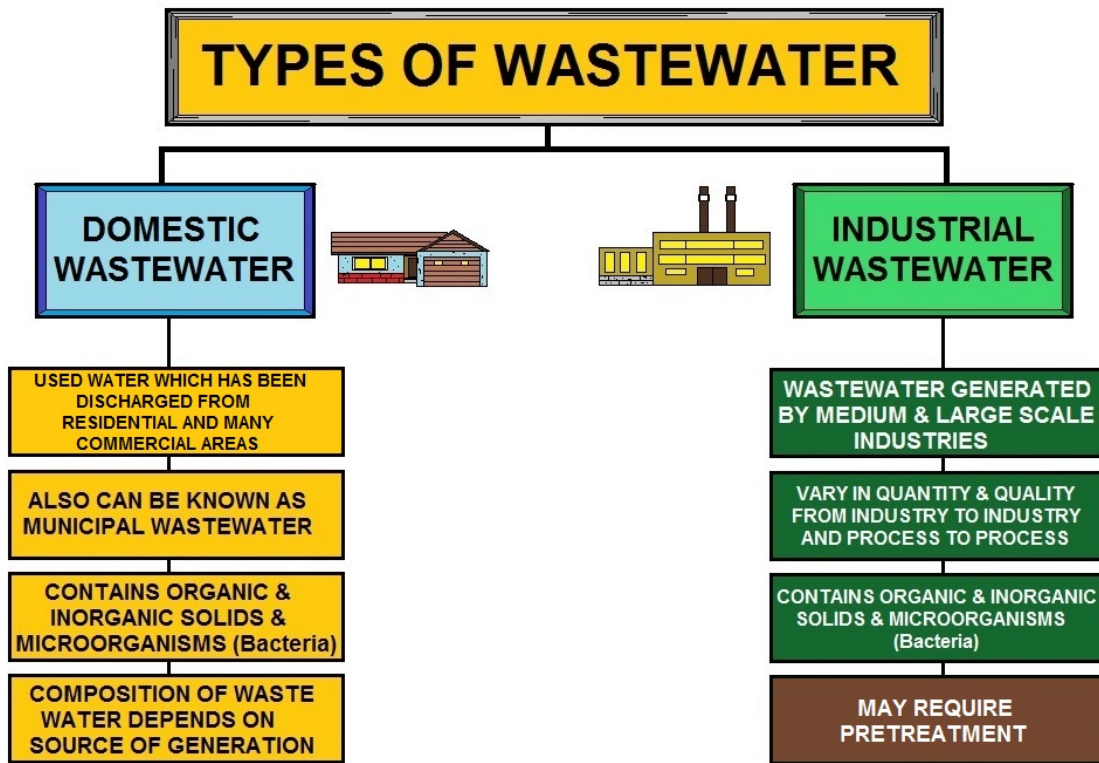 TYPES OF WASTEWATER
DOMESTIC
WASTEWATER
USED WATER WHICH HAS BEEN
DISCHARGED FROM
RESIDENTIAL AND MANY
COMMERCIAL AREAS
ALSO CAN BE KNOWN AS
MUNICIPAL WASTEWATER
CONTAINS ORGANIC &
INORGANIC SOLIDS &
MICROORGANISMS (Bacteria)
COMPOSITION OF WASTE
WATER DEPENDS ON
SOURCE OF GENERATION
INDUSTRIAL
WASTEWATER
WASTEWATER GENERATED
BY MEDIUM & LARGE SCALE
INDUSTRIES
VARY IN QUANTITY & QUALITY
FROM INDUSTRY TO INDUSTRY
AND PROCESS TO PROCESS
CONTAINS ORGANIC & INORGANIC
SOLIDS & MICROORGANISMS
(Bacteria)
MAY REQUIRE
PRETREATMENT